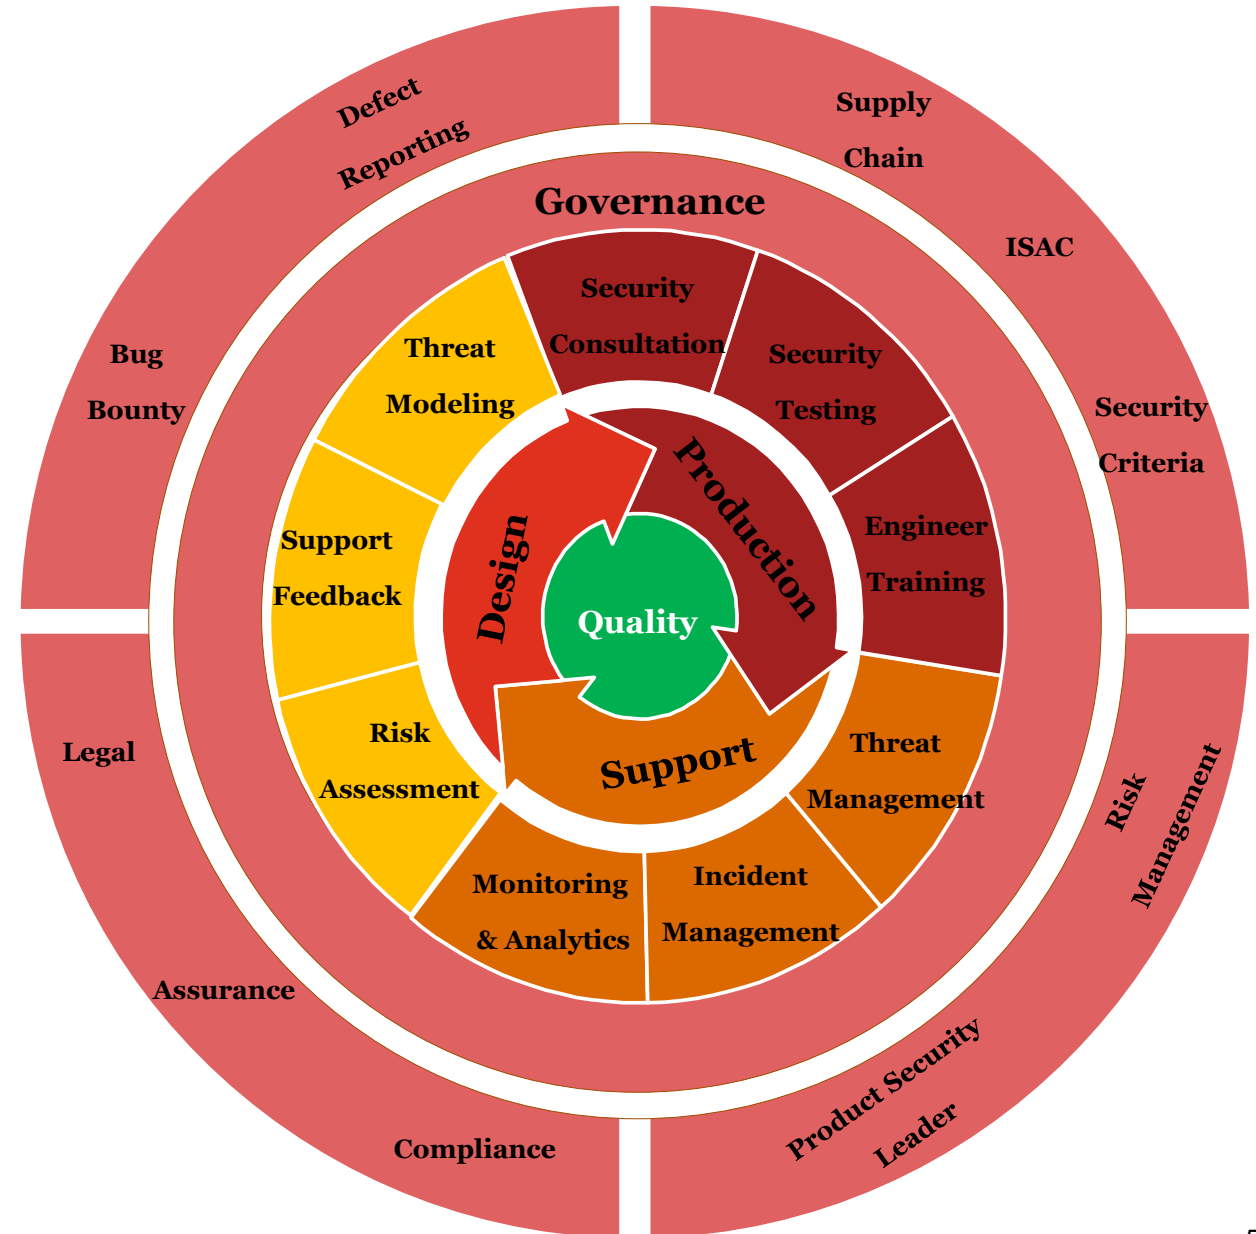 Defect
Reporting
Supply
Chain
Governance
ISAC
Security
Consultation
Threat
Modeling
Security
Testing
Bug
Bounty
Security
Criteria
Production
Engineer
Training
Support
Feedback
Design
Quality
Risk
Assessment
Support
Threat
Management
Legal
Risk
Management
Monitoring
& Analytics
Incident
Management
Assurance
Product Security
Leader
Compliance